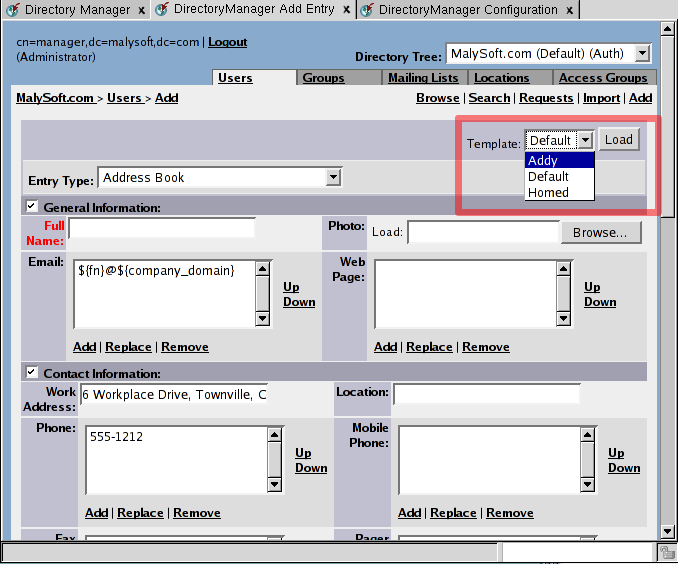 Directory Manager x DirectoryManager Add Entry x DirectoryManager Configuration x
cn=manager,dc=malysoft,dc=com | Logout
(Administrator)
Directory Tree: MalySoft.com (Default) (Auth)
Users Groups Mailing Lists Locations Access Groups
MalySoft.com > Users > Add
Browse | Search | Requests | Import | Add
Template: Default Load
Addy
Default
Homed
Entry Type: Address Book
General Information:
Full Name:
Photo: Load: Browse...
Email: ${fn}@${company_domain}
Up
Down
Add | Replace | Remove
Web Page:
Up
Down
Add | Replace | Remove
Contact Information:
Work Address: 6 Workplace Drive, Townville, C
Location:
Phone: 555-1212
Up
Down
Add | Replace | Remove
Mobile Phone:
Up
Down
Add | Replace | Remove
Fax
Pager